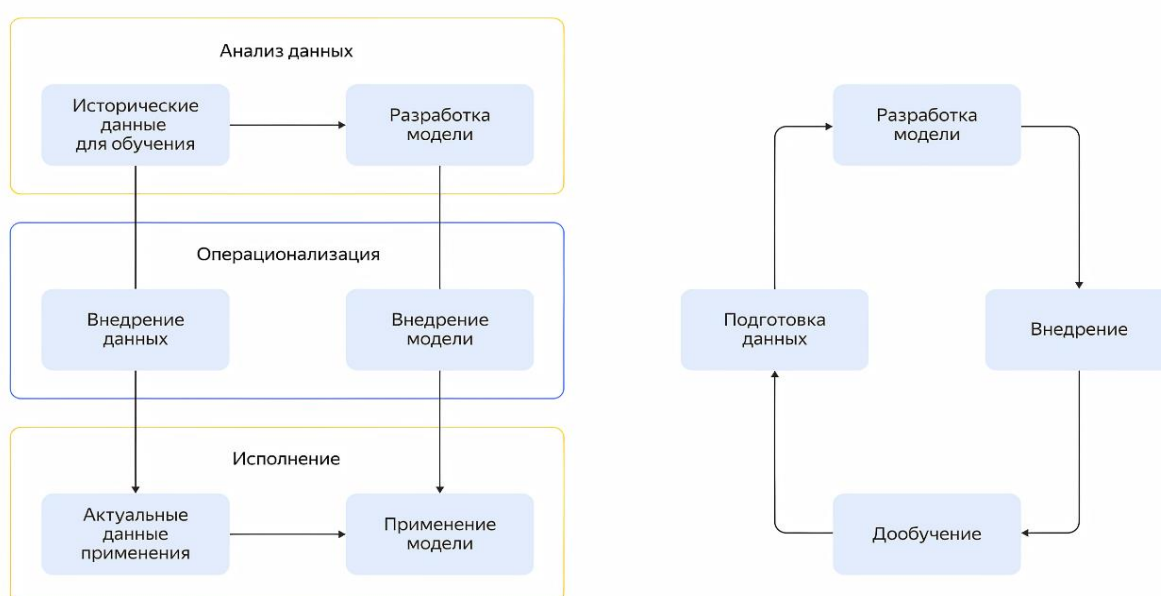 Анализ данных
Исторические
данные
для обучения
Разработка
модели
Операционализация
Внедрение
данных
Внедрение
модели
Исполнение
Актуальные
данные
применения
Применение
модели
Разработка
модели
Подготовка
данных
Внедрение
Дообучение